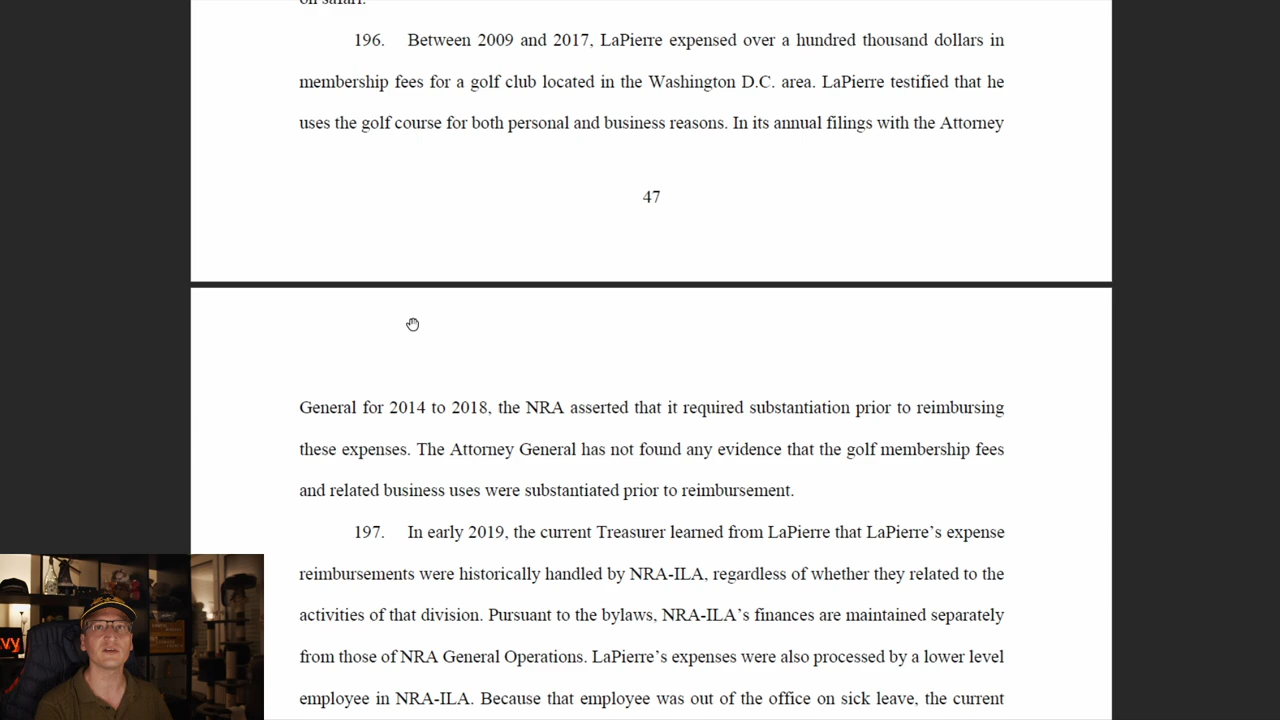 on safari.
196. Between 2009 and 2017, LaPierre expensed over a hundred thousand dollars in
membership fees for a golf club located in the Washington D.C. area. LaPierre testified that he
uses the golf course for both personal and business reasons. In its annual filings with the Attorney
47
General for 2014 to 2018, the NRA asserted that it required substantiation prior to reimbursing
these expenses. The Attorney General has not found any evidence that the golf membership fees
and related business uses were substantiated prior to reimbursement.
197. In early 2019, the current Treasurer learned from LaPierre that LaPierre’s expense
reimbursements were historically handled by NRA-ILA, regardless of whether they related to the
activities of that division. Pursuant to the bylaws, NRA-ILA’s finances are maintained separately
from those of NRA General Operations. LaPierre’s expenses were also processed by a lower level
employee in NRA-ILA. Because that employee was out of the office on sick leave, the current